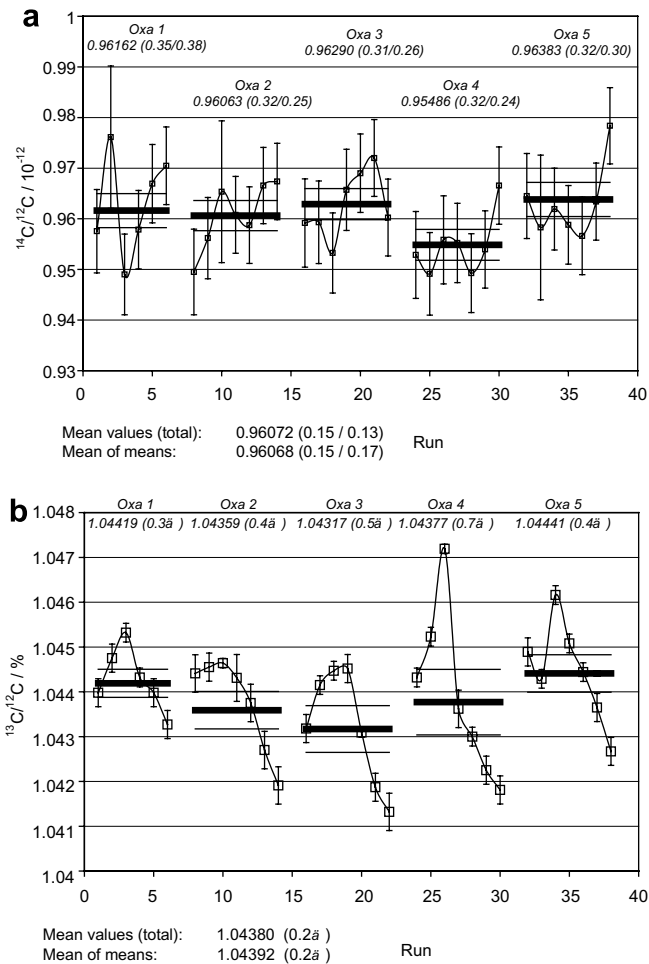 a
1
0.99
0.98
0.97
0.96
0.95
0.94
0.93
14C/12C / 10-12
Oxa 1
0.96162 (0.35/0.38)
Oxa 2
0.96063 (0.32/0.25)
Oxa 3
0.96290 (0.31/0.26)
Oxa 4
0.95486 (0.32/0.24)
Oxa 5
0.96383 (0.32/0.30)
0 5 10 15 20 25 30 35 40
Mean values (total): 0.96072 (0.15 / 0.13)
Mean of means: 0.96068 (0.15 / 0.17)
Run
b
1.048
1.047
1.046
1.045
1.044
1.043
1.042
1.041
1.04
13C/12C / %
Oxa 1
1.04419 (0.3ä )
Oxa 2
1.04359 (0.4ä )
Oxa 3
1.04317 (0.5ä )
Oxa 4
1.04377 (0.7ä )
Oxa 5
1.04441 (0.4ä )
0 5 10 15 20 25 30 35 40
Mean values (total): 1.04380 (0.2ä )
Mean of means: 1.04392 (0.2ä )
Run